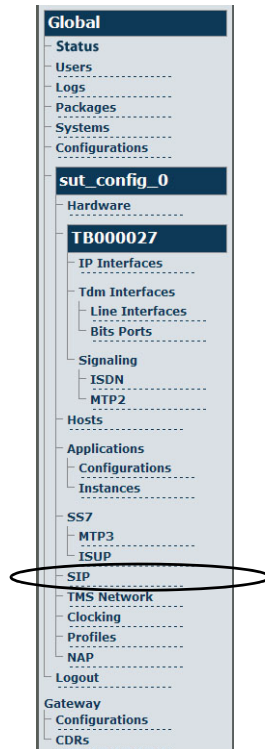 Global
Status
Users
Logs
Packages
Systems
Configurations
sut_config_0
Hardware
TB000027
IP Interfaces
Tdm Interfaces
Line Interfaces
Bits Ports
Signaling
ISDN
MTP2
Hosts
Applications
Configurations
Instances
SS7
MTP3
ISUP
SIP
TMS Network
Clocking
Profiles
NAP
Logout
Gateway
Configurations
CDRs